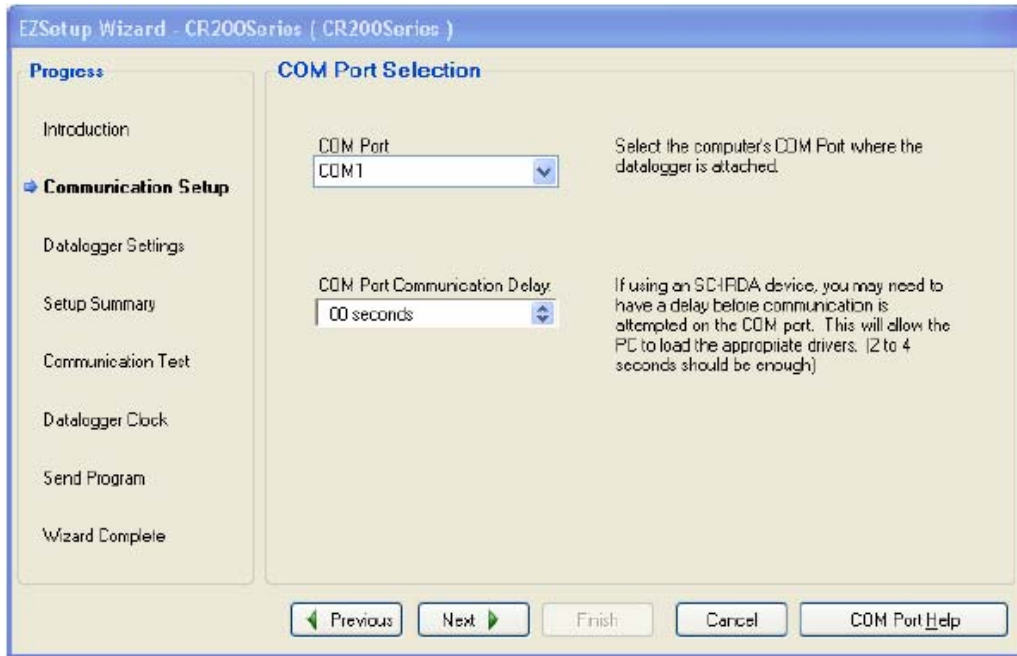 EZSetup Wizard - CR200Series ( CR200Series )
Progress
Introduction
Communication Setup
Datalogger Settings
Setup Summary
Communication Test
Datalogger Clock
Send Program
Wizard Complete
COM Port Selection
COM Port
COM1
Select the computer's COM Port where the
datalogger is attached.
COM Port Communication Delay:
00 seconds
If using an SC-IRDA device, you may need to
have a delay before communication is
attempted on the COM port. This will allow the
PC to load the appropriate drivers. (2 to 4
seconds should be enough)
Previous
Next
Finish
Cancel
COM Port Help